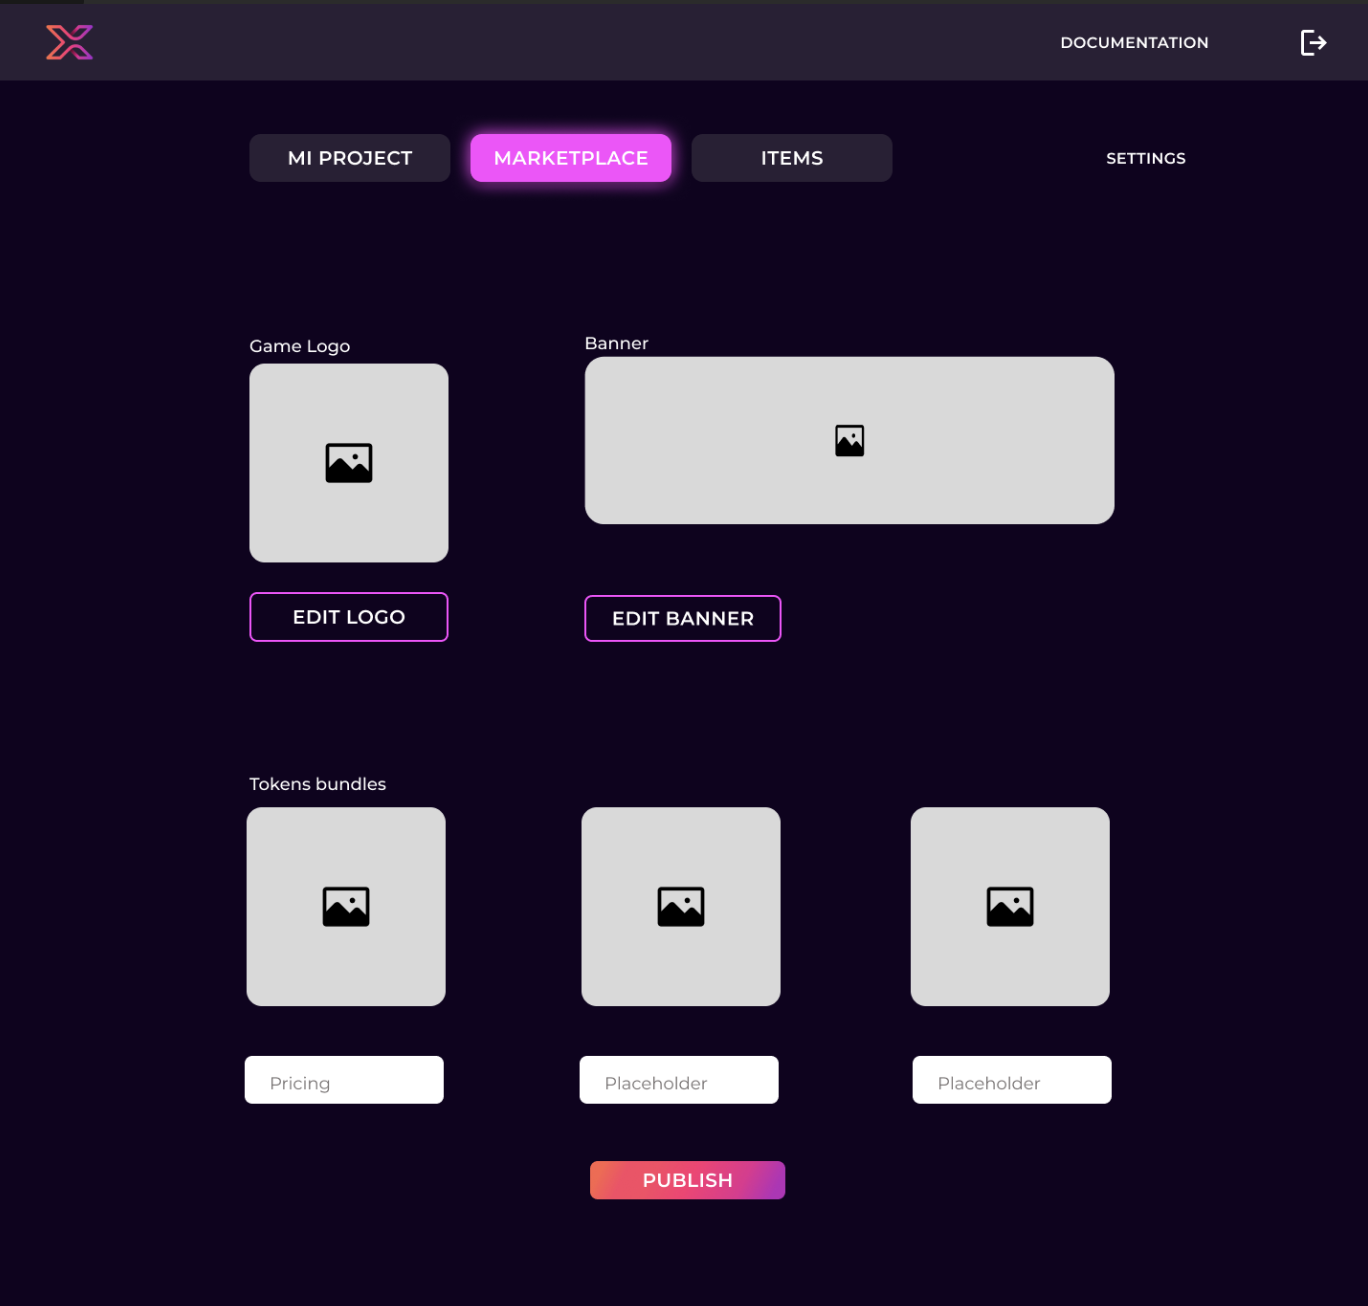 DOCUMENTATION
MI PROJECT
MARKETPLACE
ITEMS
SETTINGS
Game Logo
Banner
EDIT LOGO
EDIT BANNER
Tokens bundles
Pricing
Placeholder
Placeholder
PUBLISH